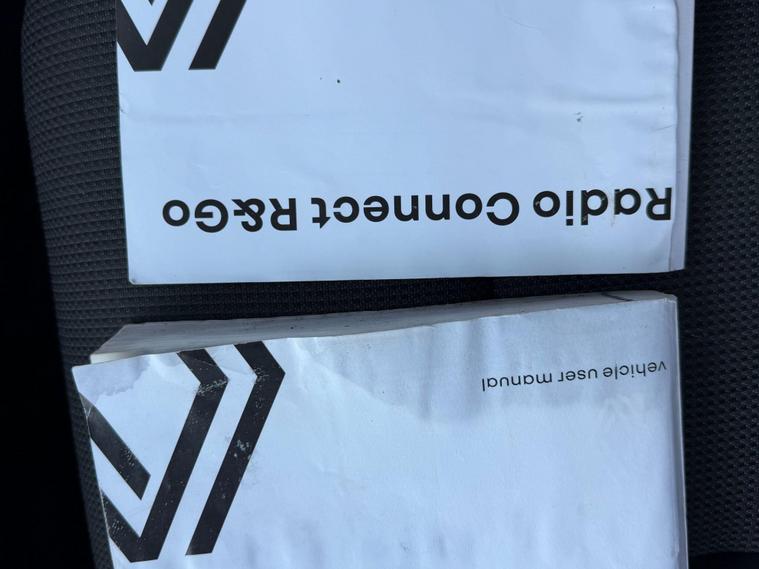 Radio Connect R&Go
vehicle user manual